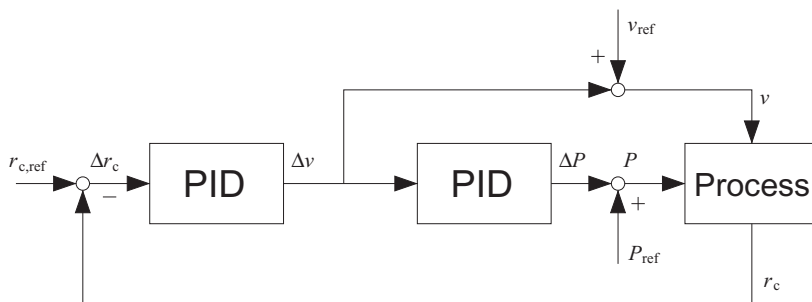 v_ref
+
v
r_c,ref
Δr_c
−
PID
Δv
PID
ΔP
P
+
P_ref
Process
r_c